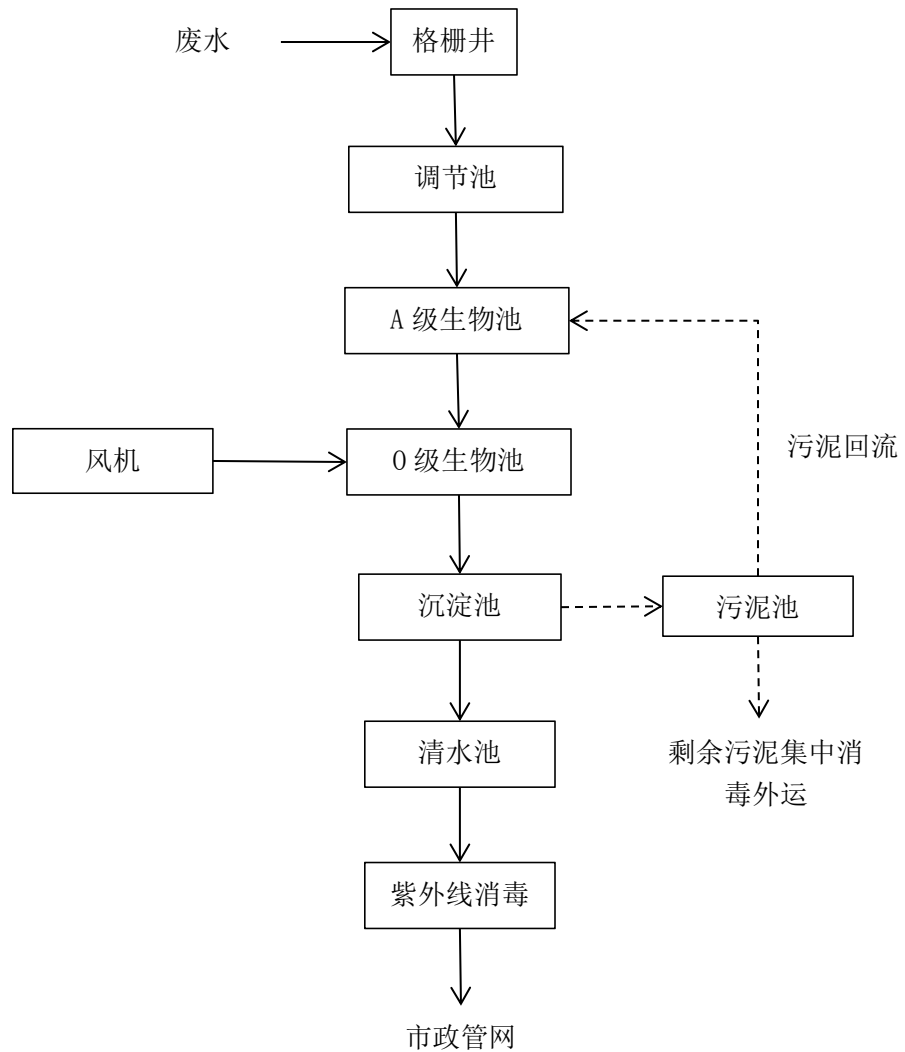 废水
格栅井
调节池
A 级生物池
风机
O 级生物池
污泥回流
沉淀池
污泥池
清水池
剩余污泥集中消
毒外运
紫外线消毒
市政管网